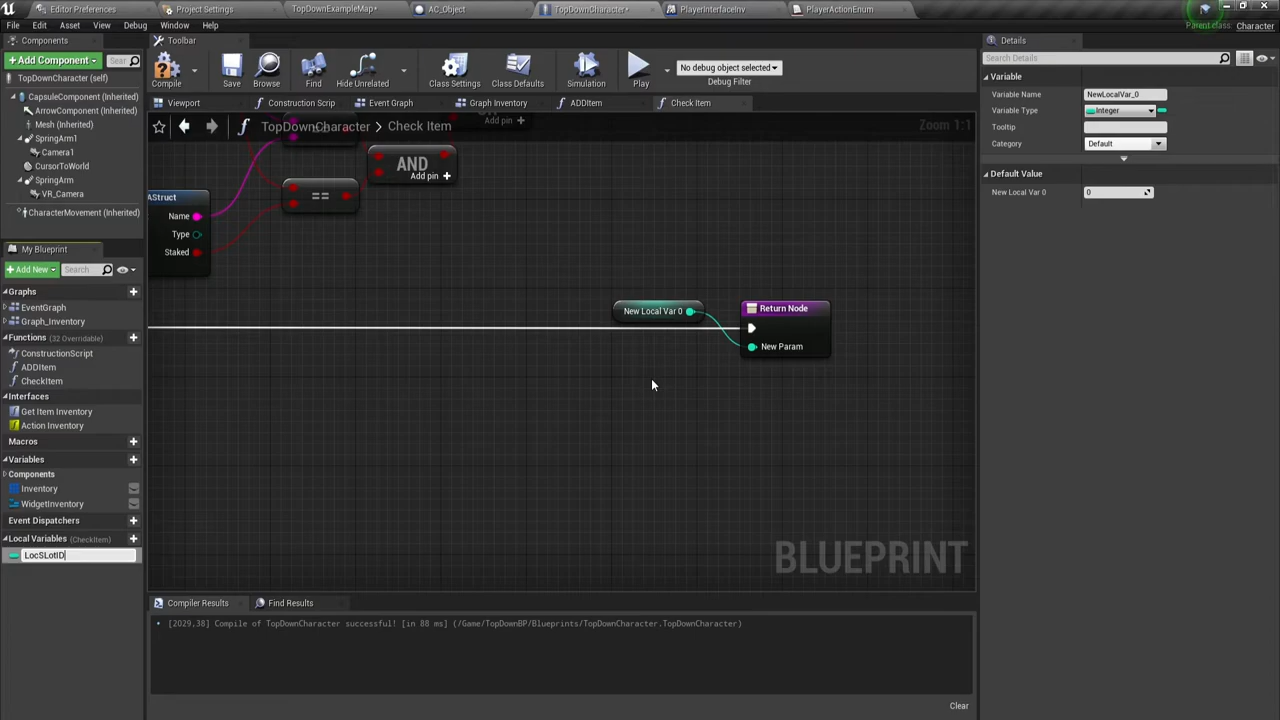 Editor Preferences
Project Settings
TopDownExampleMap•
AC_Object
TopDownCharacter•
PlayerInterfaceInv
PlayerActionEnum
File Edit Asset View Debug Window Help
Parent class: Character
Components
+ Add Component
Sear
TopDownCharacter (self)
CapsuleComponent (Inherited)
ArrowComponent (Inherited)
Mesh (Inherited)
SpringArm1
Camera1
CursorToWorld
SpringArm
VR_Camera
CharacterMovement (Inherited)
My Blueprint
+ Add New
Search
Graphs
EventGraph
Graph_Inventory
Functions (32 Overridable)
ConstructionScript
ADDItem
CheckItem
Interfaces
Get Item Inventory
Action Inventory
Macros
Variables
Components
Inventory
WidgetInventory
Event Dispatchers
Local Variables (CheckItem)
LocSLotID
Toolbar
Compile
Save
Browse
Find
Hide Unrelated
Class Settings
Class Defaults
Simulation
Play
No debug object selected
Debug Filter
Viewport
Construction Scrip
Event Graph
Graph Inventory
ADDItem
Check Item
TopDownCharacter > Check Item
Zoom 1:1
Add pin +
AND
Add pin +
==
AStruct
Name
Type
Staked
New Local Var 0
Return Node
New Param
BLUEPRINT
Compiler Results
Find Results
• [2029.38] Compile of TopDownCharacter successful! [in 88 ms] (/Game/TopDownBP/Blueprints/TopDownCharacter.TopDownCharacter)
Clear
Details
Search Details
Variable
Variable Name NewLocalVar_0
Variable Type Integer
Tooltip
Category Default
Default Value
New Local Var 0 0